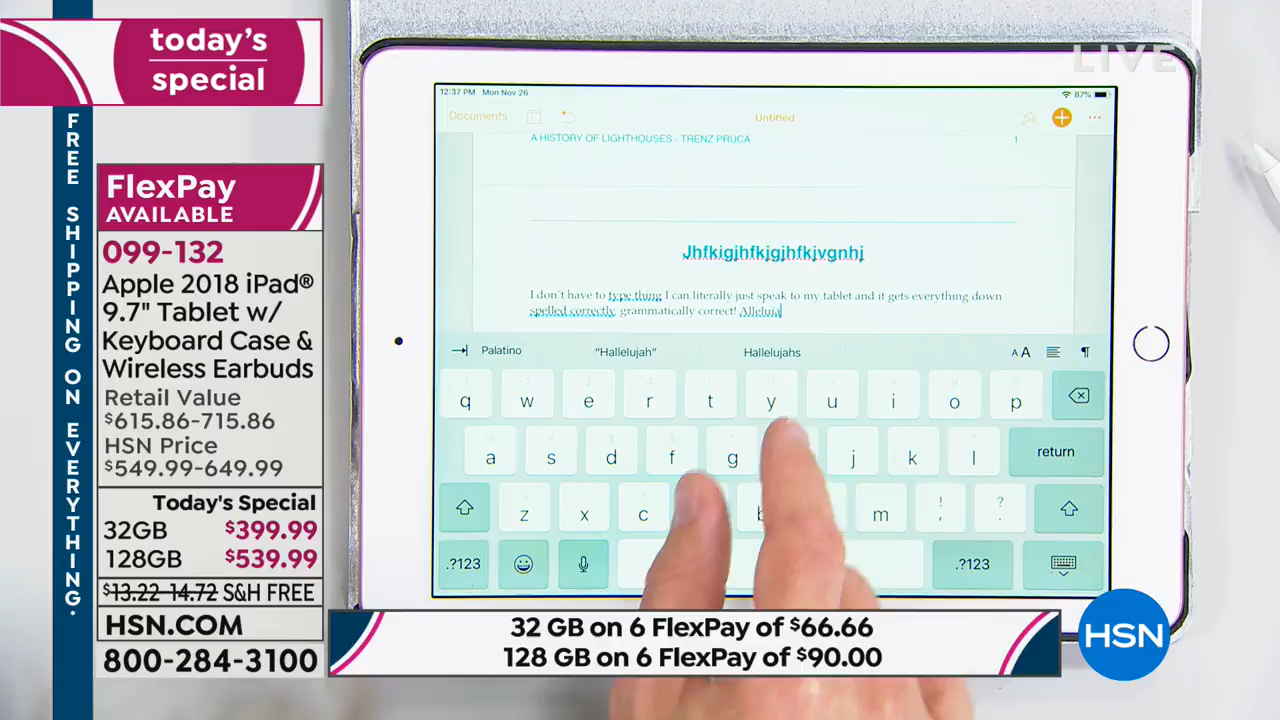 today's
special
FREE SHIPPING ON EVERYTHING.
FlexPay
AVAILABLE
099-132
Apple 2018 iPad®
9.7" Tablet w/
Keyboard Case &
Wireless Earbuds
Retail Value
$615.86-715.86
HSN Price
$549.99-649.99
Today's Special
32GB $399.99
128GB $539.99
$13.22-14.72 S&H FREE
HSN.COM
800-284-3100
LIVE
12:37 PM Mon Nov 26
87%
Documents
Untitled
A HISTORY OF LIGHTHOUSES - TRENZ PRUCA
1
Jhfkigjhfkjgjhfkjvgnhj
I don't have to type thing I can literally just speak to my tablet and it gets everything down
spelled correctly, grammatically correct! Alleluja
Palatino "Hallelujah" Hallelujahs AA ¶
q w e r t y u i o p
a s d f g j k l return
z x c b m ! , ? .
.?123 .?123
32 GB on 6 FlexPay of $66.66
128 GB on 6 FlexPay of $90.00
HSN